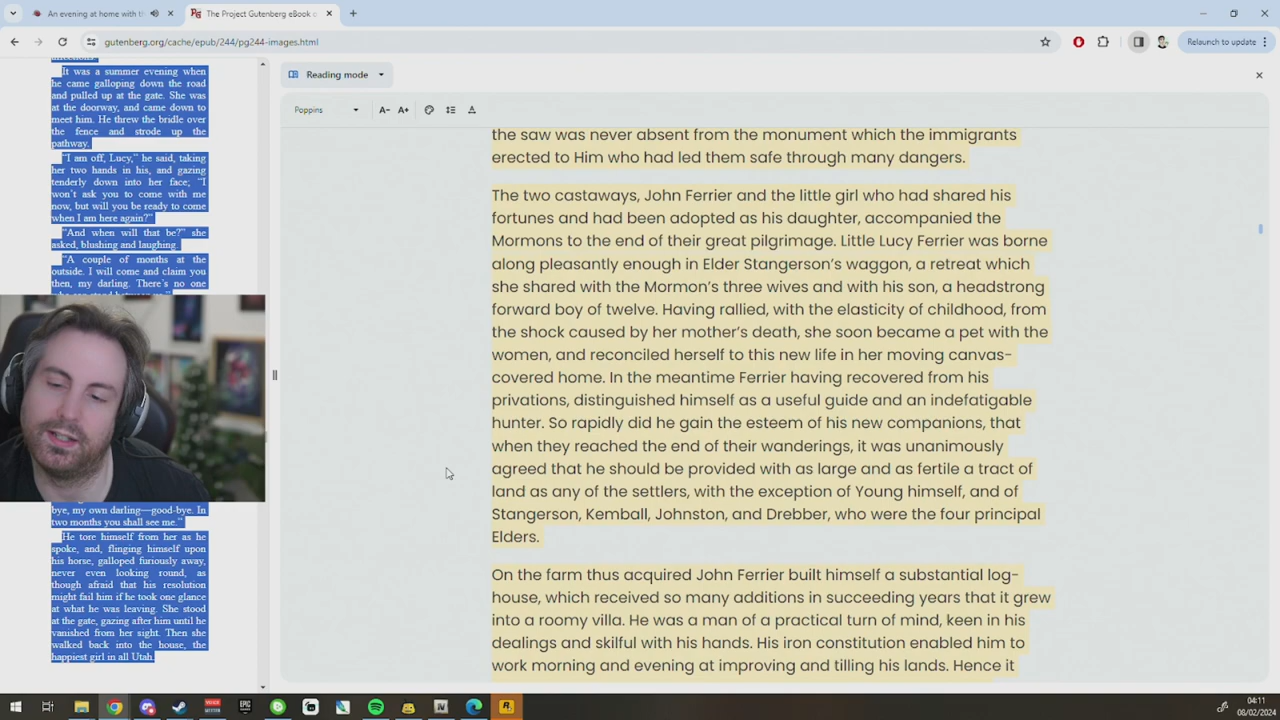 An evening at home with th
The Project Gutenberg eBook o
gutenberg.org/cache/epub/244/pg244-images.html
Relaunch to update
affections?"
It was a summer evening when
he came galloping down the road
and pulled up at the gate. She was
at the doorway, and came down to
meet him. He threw the bridle over
the fence and strode up the
pathway.
“I am off, Lucy,” he said, taking
her two hands in his, and gazing
tenderly down into her face; “I
won’t ask you to come with me
now, but will you be ready to come
when I am here again?”
“And when will that be?” she
asked, blushing and laughing.
“A couple of months at the
outside. I will come and claim you
then, my darling. There’s no one
bye, my own darling—good-bye. In
two months you shall see me.”
He tore himself from her as he
spoke, and, flinging himself upon
his horse, galloped furiously away,
never even looking round, as
though afraid that his resolution
might fail him if he took one glance
at what he was leaving. She stood
at the gate, gazing after him until he
vanished from her sight. Then she
walked back into the house, the
happiest girl in all Utah.
Reading mode
Poppins
A-
A+
the saw was never absent from the monument which the immigrants
erected to Him who had led them safe through many dangers.
The two castaways, John Ferrier and the little girl who had shared his
fortunes and had been adopted as his daughter, accompanied the
Mormons to the end of their great pilgrimage. Little Lucy Ferrier was borne
along pleasantly enough in Elder Stangerson’s waggon, a retreat which
she shared with the Mormon’s three wives and with his son, a headstrong
forward boy of twelve. Having rallied, with the elasticity of childhood, from
the shock caused by her mother’s death, she soon became a pet with the
women, and reconciled herself to this new life in her moving canvas-
covered home. In the meantime Ferrier having recovered from his
privations, distinguished himself as a useful guide and an indefatigable
hunter. So rapidly did he gain the esteem of his new companions, that
when they reached the end of their wanderings, it was unanimously
agreed that he should be provided with as large and as fertile a tract of
land as any of the settlers, with the exception of Young himself, and of
Stangerson, Kemball, Johnston, and Drebber, who were the four principal
Elders.
On the farm thus acquired John Ferrier built himself a substantial log-
house, which received so many additions in succeeding years that it grew
into a roomy villa. He was a man of a practical turn of mind, keen in his
dealings and skilful with his hands. His iron constitution enabled him to
work morning and evening at improving and tilling his lands. Hence it
04:11
08/02/2024